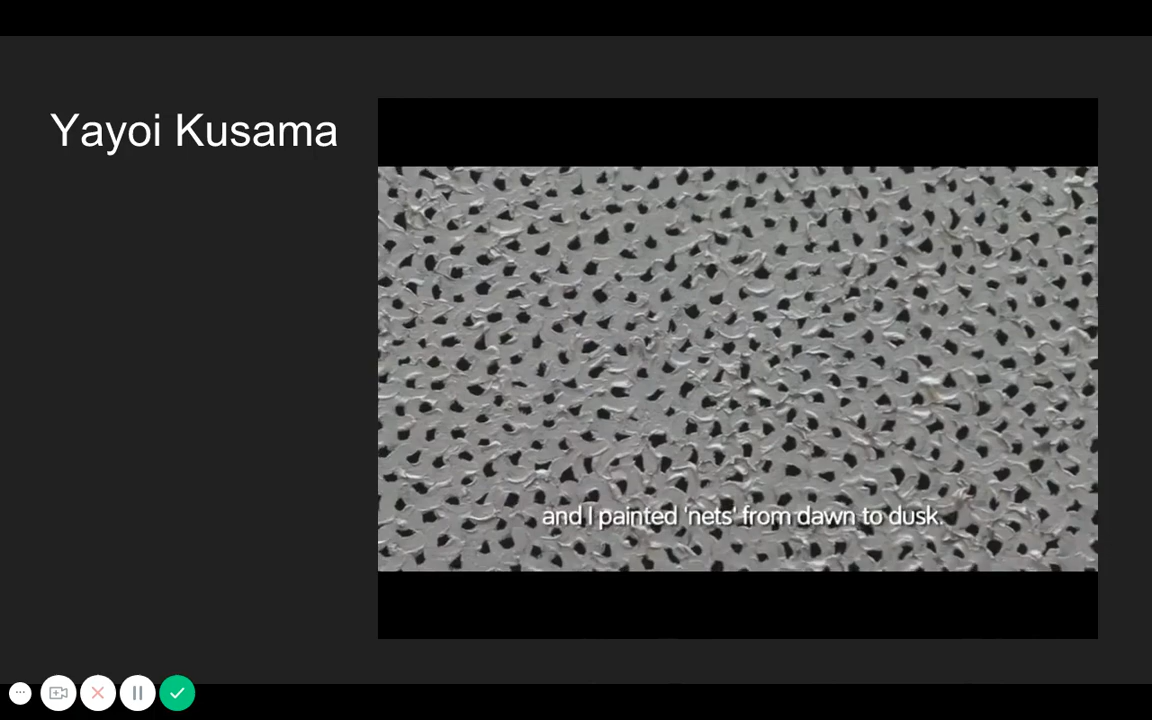 Yayoi Kusama
and I painted 'nets' from dawn to dusk.